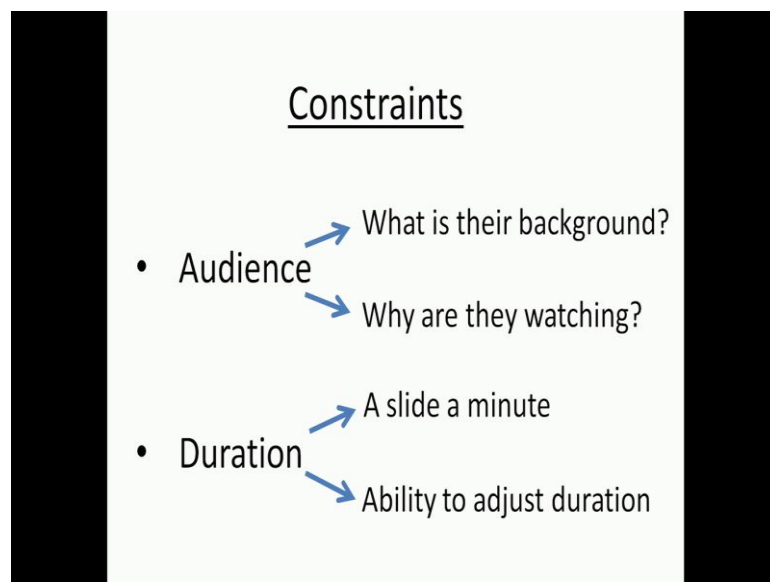 Constraints
What is their background?
• Audience
Why are they watching?
A slide a minute
• Duration
Ability to adjust duration